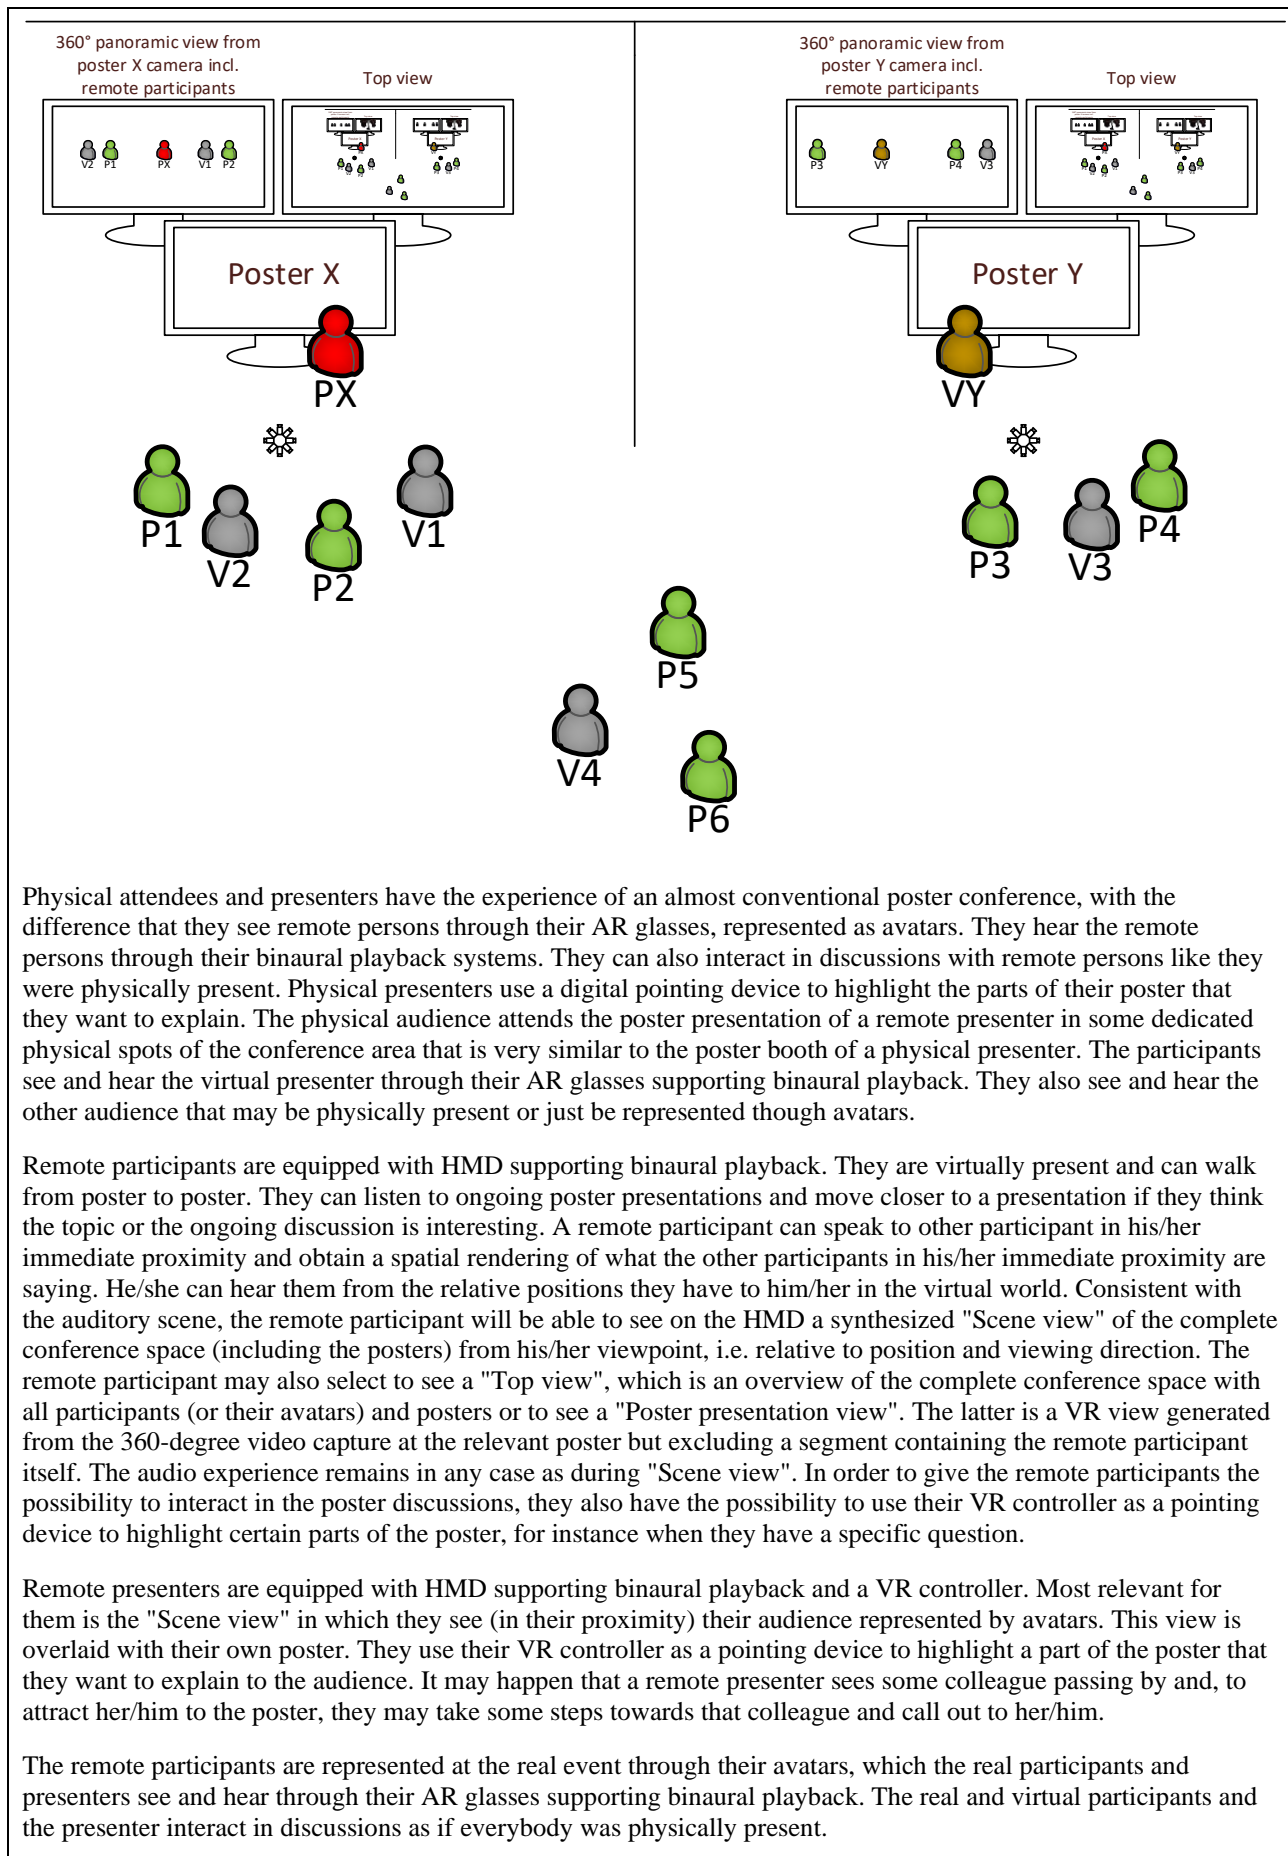 360° panoramic view from
poster X camera incl.
remote participants
Top view
360° panoramic view from
poster Y camera incl.
remote participants
Top view
V2 P1 PX V1 P2
P3 VY P4 V3
Poster X
Poster Y
PX
VY
P1
V2
P2
V1
P3
V3
P4
P5
V4
P6
Physical attendees and presenters have the experience of an almost conventional poster conference, with the
difference that they see remote persons through their AR glasses, represented as avatars. They hear the remote
persons through their binaural playback systems. They can also interact in discussions with remote persons like they
were physically present. Physical presenters use a digital pointing device to highlight the parts of their poster that
they want to explain. The physical audience attends the poster presentation of a remote presenter in some dedicated
physical spots of the conference area that is very similar to the poster booth of a physical presenter. The participants
see and hear the virtual presenter through their AR glasses supporting binaural playback. They also see and hear the
other audience that may be physically present or just be represented though avatars.
Remote participants are equipped with HMD supporting binaural playback. They are virtually present and can walk
from poster to poster. They can listen to ongoing poster presentations and move closer to a presentation if they think
the topic or the ongoing discussion is interesting. A remote participant can speak to other participant in his/her
immediate proximity and obtain a spatial rendering of what the other participants in his/her immediate proximity are
saying. He/she can hear them from the relative positions they have to him/her in the virtual world. Consistent with
the auditory scene, the remote participant will be able to see on the HMD a synthesized "Scene view" of the complete
conference space (including the posters) from his/her viewpoint, i.e. relative to position and viewing direction. The
remote participant may also select to see a "Top view", which is an overview of the complete conference space with
all participants (or their avatars) and posters or to see a "Poster presentation view". The latter is a VR view generated
from the 360-degree video capture at the relevant poster but excluding a segment containing the remote participant
itself. The audio experience remains in any case as during "Scene view". In order to give the remote participants the
possibility to interact in the poster discussions, they also have the possibility to use their VR controller as a pointing
device to highlight certain parts of the poster, for instance when they have a specific question.
Remote presenters are equipped with HMD supporting binaural playback and a VR controller. Most relevant for
them is the "Scene view" in which they see (in their proximity) their audience represented by avatars. This view is
overlaid with their own poster. They use their VR controller as a pointing device to highlight a part of the poster that
they want to explain to the audience. It may happen that a remote presenter sees some colleague passing by and, to
attract her/him to the poster, they may take some steps towards that colleague and call out to her/him.
The remote participants are represented at the real event through their avatars, which the real participants and
presenters see and hear through their AR glasses supporting binaural playback. The real and virtual participants and
the presenter interact in discussions as if everybody was physically present.